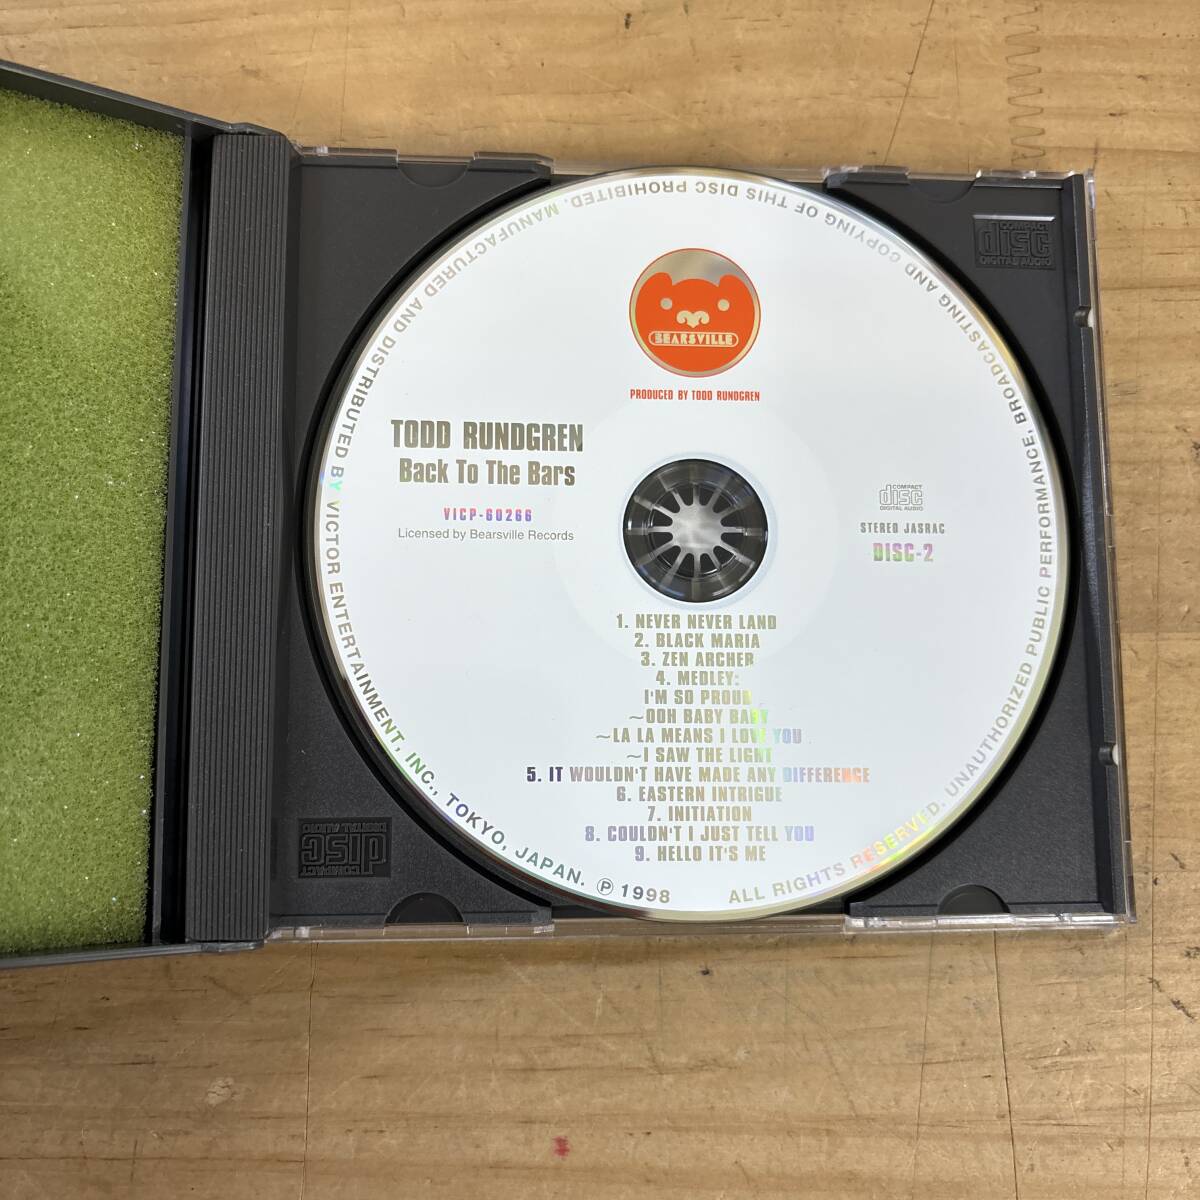 BEARSVILLE
PRODUCED BY TODD RUNDGREN
TODD RUNDGREN
Back To The Bars
VICP-60266
Licensed by Bearsville Records
COMPACT
disc
DIGITAL AUDIO
STEREO JASRAC
DISC-2
1. NEVER NEVER LAND
2. BLACK MARIA
3. ZEN ARCHER
4. MEDLEY:
I'M SO PROUD
~OOH BABY BABY
~LA LA MEANS I LOVE YOU
~I SAW THE LIGHT
5. IT WOULDN'T HAVE MADE ANY DIFFERENCE
6. EASTERN INTRIGUE
7. INITIATION
8. COULDN'T I JUST TELL YOU
9. HELLO IT'S ME
ALL RIGHTS RESERVED. UNAUTHORIZED PUBLIC PERFORMANCE, BROADCASTING AND COPYING OF THIS DISC PROHIBITED. MANUFACTURED AND DISTRIBUTED BY VICTOR ENTERTAINMENT, INC., TOKYO, JAPAN. Ⓟ 1998
COMPACT
disc
DIGITAL AUDIO
COMPACT
disc
DIGITAL AUDIO